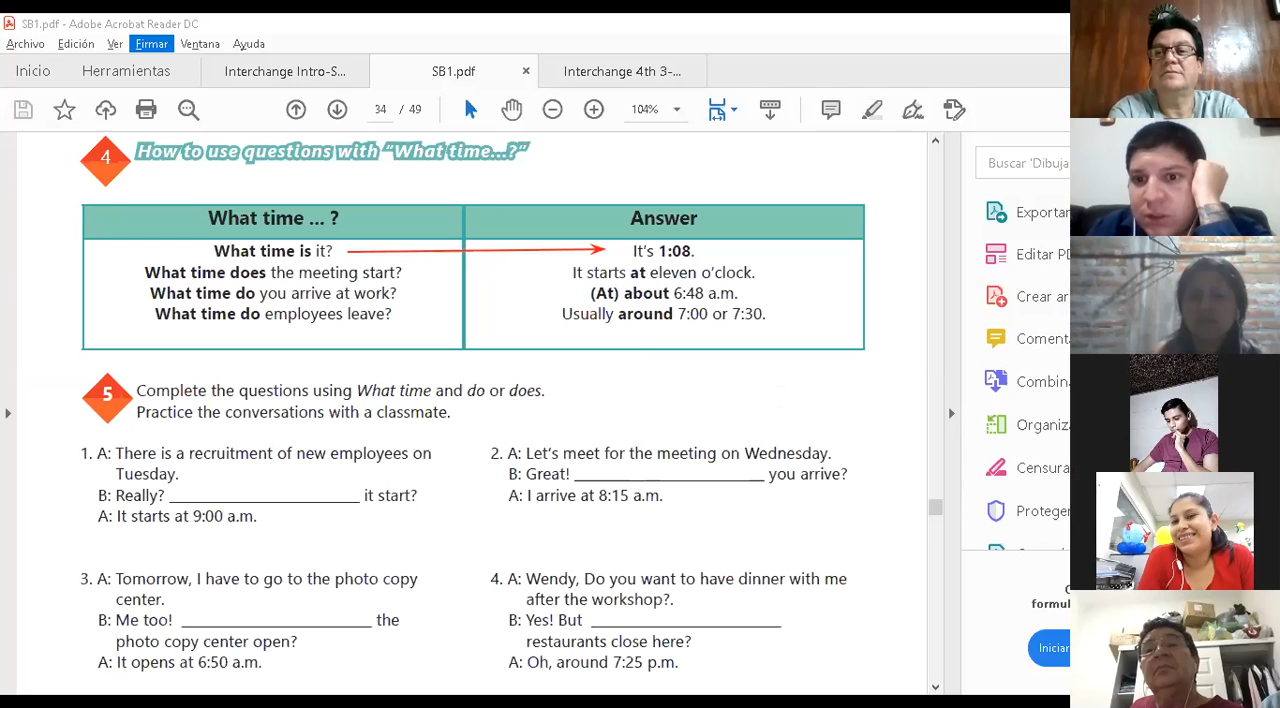 SB1.pdf - Adobe Acrobat Reader DC
Archivo Edición Ver Firmar Ventana Ayuda
Inicio Herramientas Interchange Intro-S... SB1.pdf × Interchange 4th 3-...
34 / 49 104%
4 How to use questions with “What time...?”
What time ... ? Answer
What time is it? It’s 1:08.
What time does the meeting start? It starts at eleven o’clock.
What time do you arrive at work? (At) about 6:48 a.m.
What time do employees leave? Usually around 7:00 or 7:30.
5 Complete the questions using What time and do or does.
Practice the conversations with a classmate.
1. A: There is a recruitment of new employees on
Tuesday.
B: Really? ____________________ it start?
A: It starts at 9:00 a.m.
2. A: Let’s meet for the meeting on Wednesday.
B: Great! ____________________ you arrive?
A: I arrive at 8:15 a.m.
3. A: Tomorrow, I have to go to the photo copy
center.
B: Me too! ____________________ the
photo copy center open?
A: It opens at 6:50 a.m.
4. A: Wendy, Do you want to have dinner with me
after the workshop?.
B: Yes! But ____________________
restaurants close here?
A: Oh, around 7:25 p.m.
Buscar 'Dibuja
Exportar
Editar PD
Crear ar
Comenta
Combin
Organiz
Censura
Proteger
formul
Iniciar